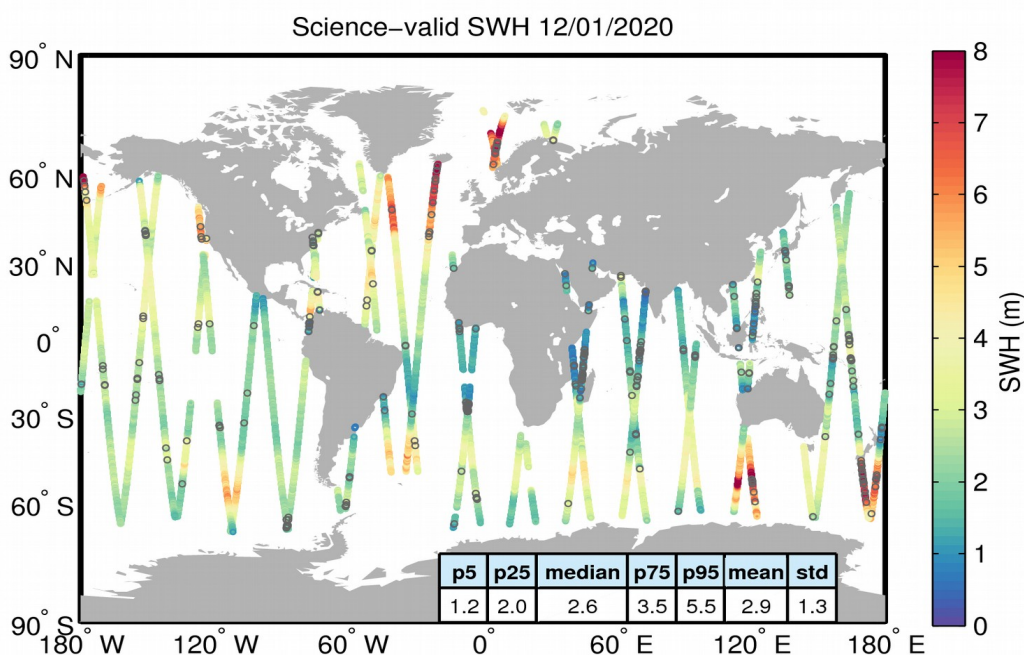 Science−valid SWH 12/01/2020
90° N
60° N
30° N
0°
30° S
60° S
90° S
180° W
120° W
60° W
0°
60° E
120° E
180° E
p5 p25 median p75 p95 mean std
1.2 2.0 2.6 3.5 5.5 2.9 1.3
8
7
6
5
4
3
2
1
0
SWH (m)